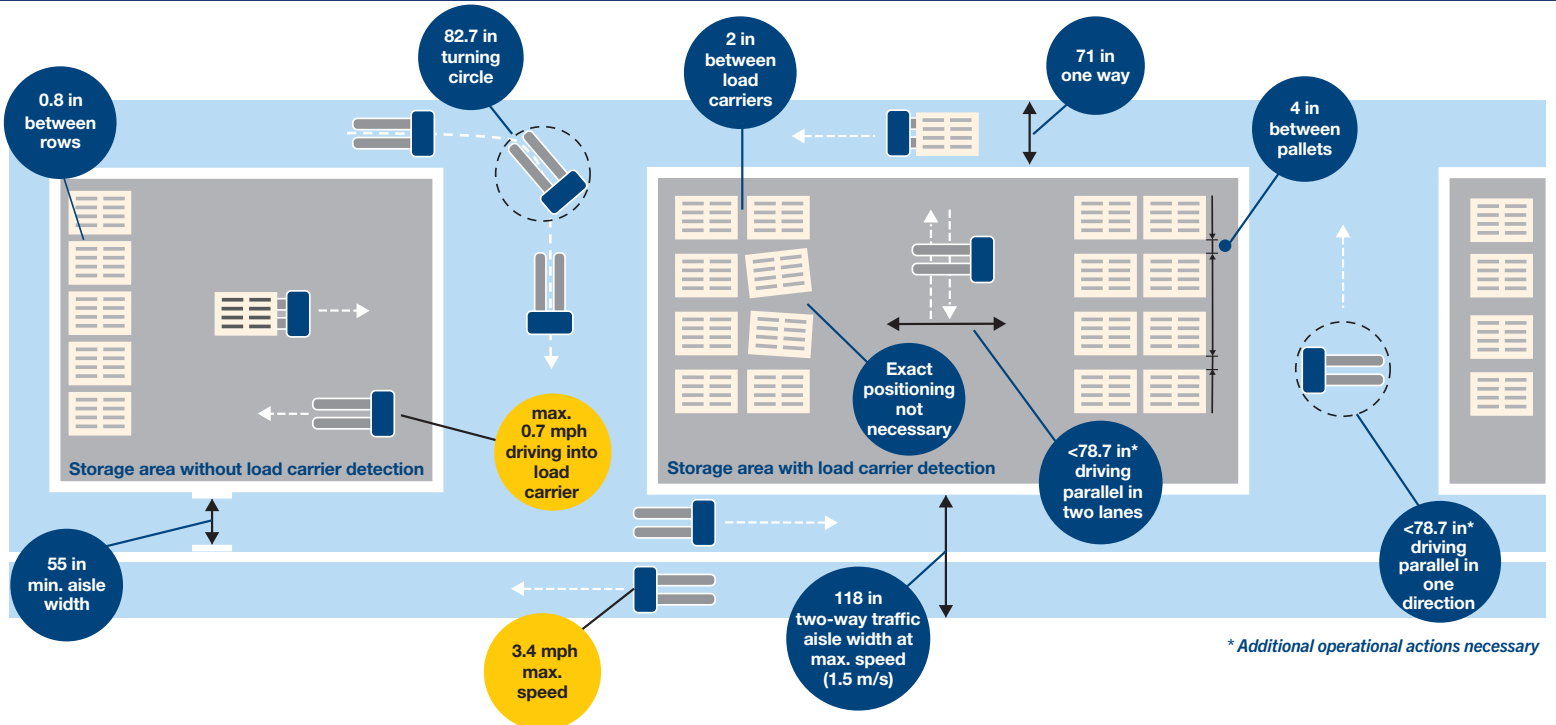 82.7 in
turning
circle
2 in
between
load
carriers
71 in
one way
0.8 in
between
rows
4 in
between
pallets
Exact
positioning
not
necessary
max.
0.7 mph
driving into
load
carrier
<78.7 in*
driving
parallel in
two lanes
Storage area without load carrier detection
Storage area with load carrier detection
<78.7 in*
driving
parallel in
one
direction
55 in
min. aisle
width
118 in
two-way traffic
aisle width at
max. speed
(1.5 m/s)
3.4 mph
max.
speed
* Additional operational actions necessary